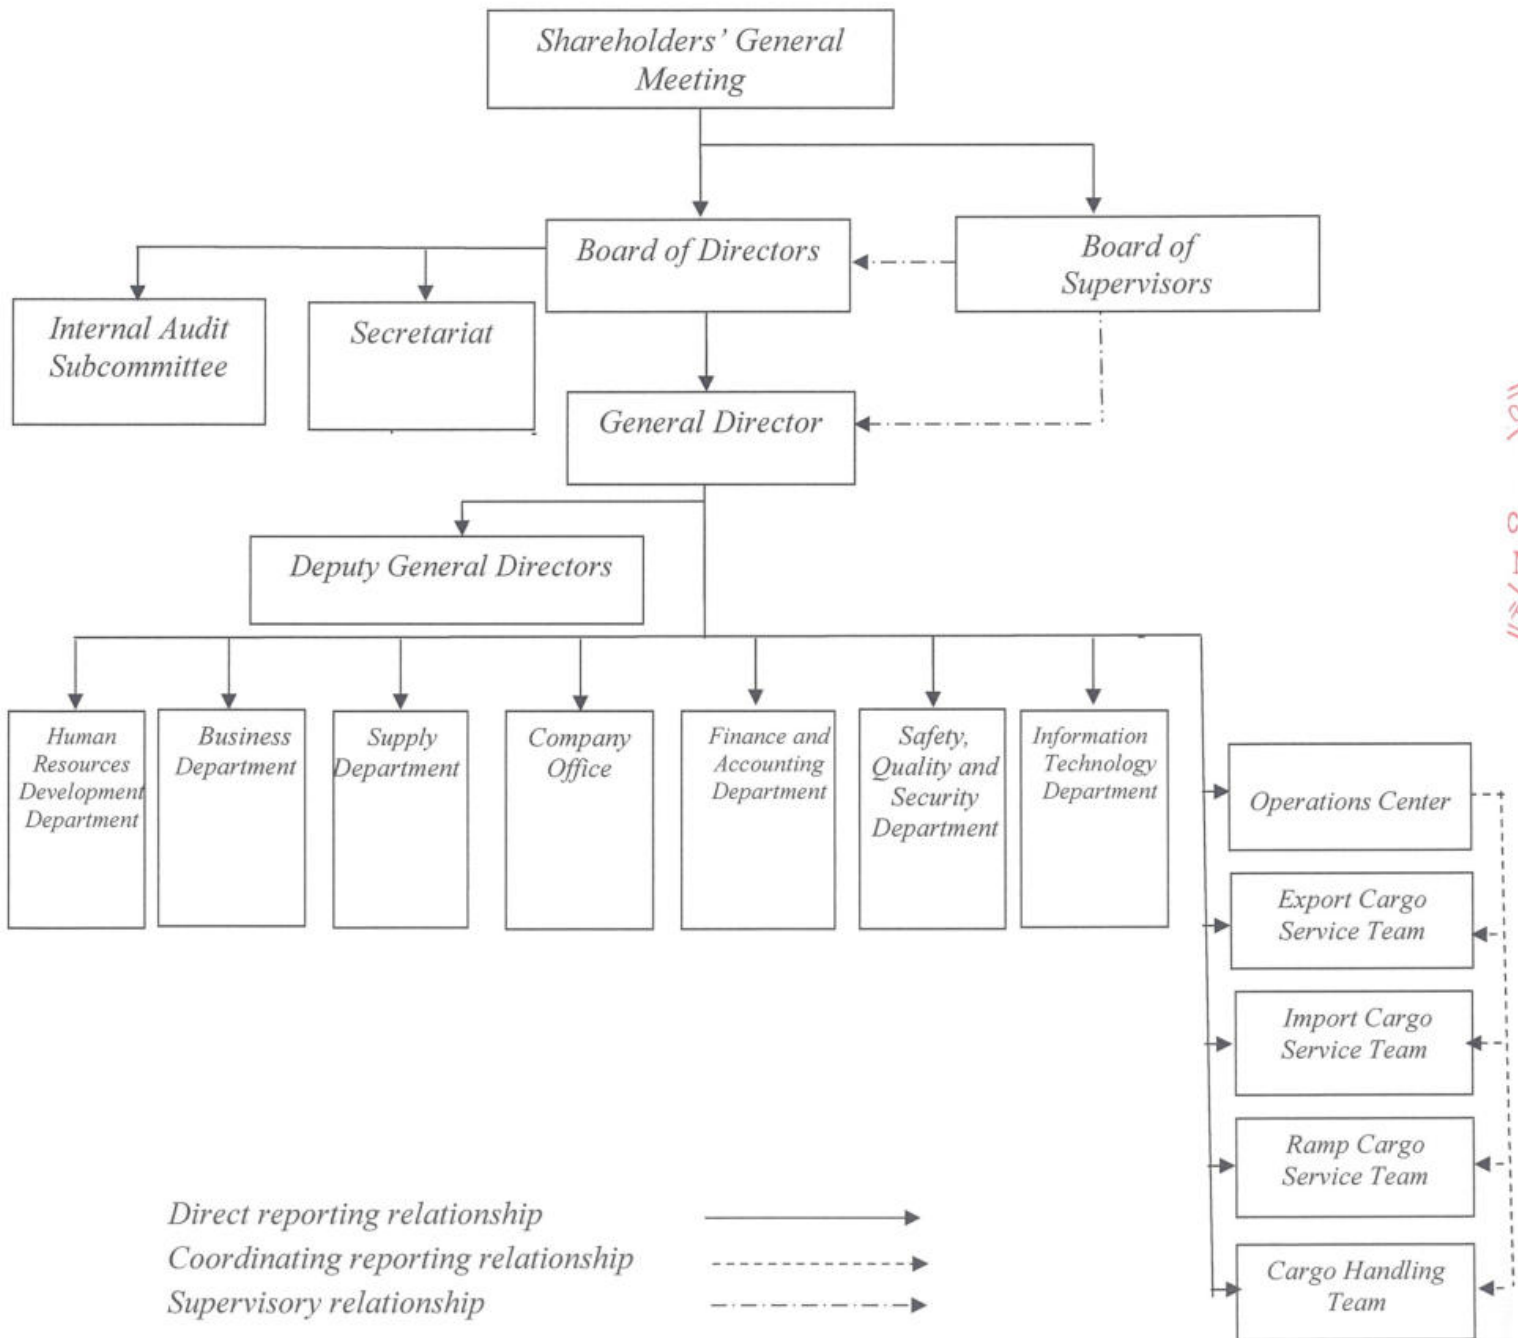 Shareholders' General
Meeting
Board of Directors
Board of
Supervisors
Internal Audit
Subcommittee
Secretariat
General Director
Deputy General Directors
Human
Resources
Development
Department
Business
Department
Supply
Department
Company
Office
Finance and
Accounting
Department
Safety,
Quality and
Security
Department
Information
Technology
Department
Operations Center
Export Cargo
Service Team
Import Cargo
Service Team
Ramp Cargo
Service Team
Cargo Handling
Team
Direct reporting relationship
Coordinating reporting relationship
Supervisory relationship